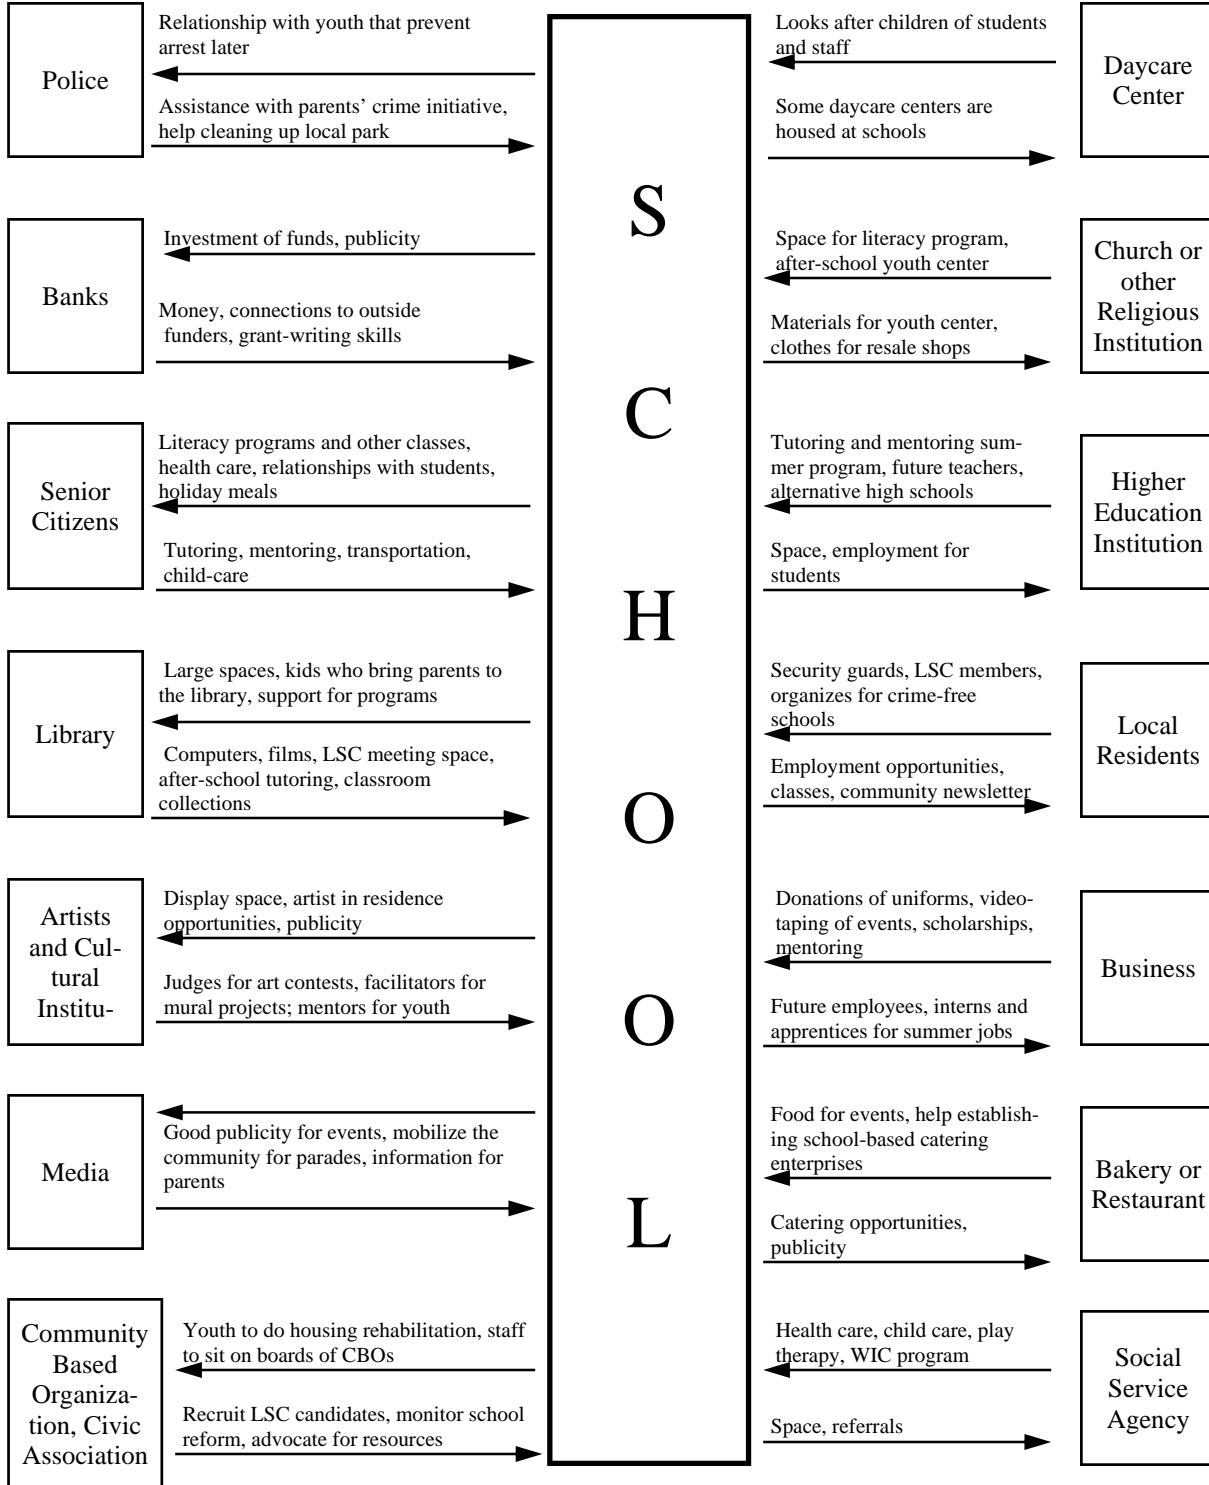 Police
Relationship with youth that prevent
arrest later
Assistance with parents’ crime initiative,
help cleaning up local park
Banks
Investment of funds, publicity
Money, connections to outside
funders, grant-writing skills
Senior
Citizens
Literacy programs and other classes,
health care, relationships with students,
holiday meals
Tutoring, mentoring, transportation,
child-care
Library
Large spaces, kids who bring parents to
the library, support for programs
Computers, films, LSC meeting space,
after-school tutoring, classroom
collections
Artists
and Cul-
tural
Institu-
Display space, artist in residence
opportunities, publicity
Judges for art contests, facilitators for
mural projects; mentors for youth
Media
Good publicity for events, mobilize the
community for parades, information for
parents
Community
Based
Organiza-
tion, Civic
Association
Youth to do housing rehabilitation, staff
to sit on boards of CBOs
Recruit LSC candidates, monitor school
reform, advocate for resources
S
C
H
O
O
L
Looks after children of students
and staff
Some daycare centers are
housed at schools
Daycare
Center
Space for literacy program,
after-school youth center
Materials for youth center,
clothes for resale shops
Church or
other
Religious
Institution
Tutoring and mentoring sum-
mer program, future teachers,
alternative high schools
Space, employment for
students
Higher
Education
Institution
Security guards, LSC members,
organizes for crime-free
schools
Employment opportunities,
classes, community newsletter
Local
Residents
Donations of uniforms, video-
taping of events, scholarships,
mentoring
Future employees, interns and
apprentices for summer jobs
Business
Food for events, help establish-
ing school-based catering
enterprises
Catering opportunities,
publicity
Bakery or
Restaurant
Health care, child care, play
therapy, WIC program
Space, referrals
Social
Service
Agency